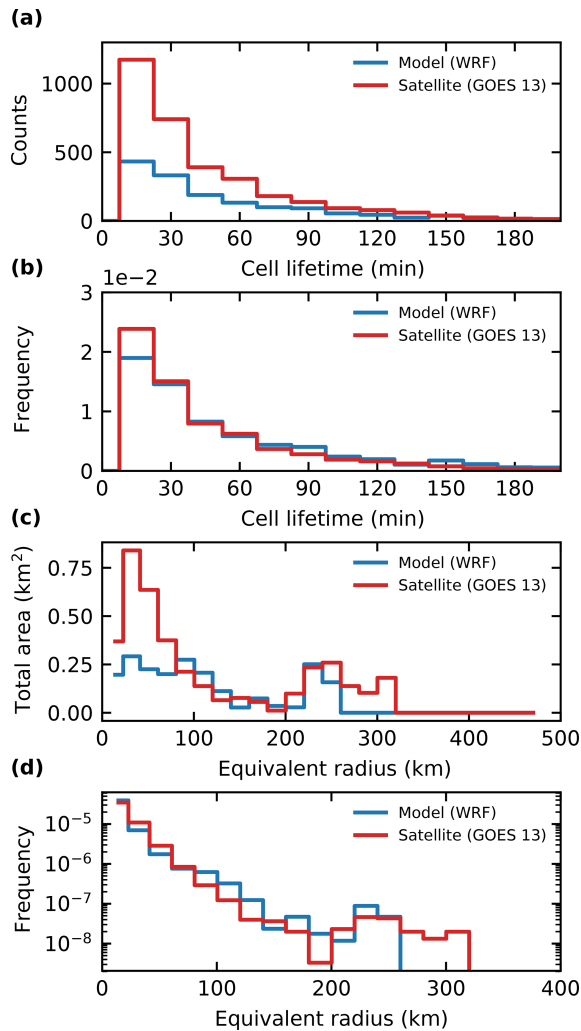 (a)
1000
500
0
Counts
Model (WRF)
Satellite (GOES 13)
0 30 60 90 120 150 180
Cell lifetime (min)
(b)
1e−2
3
2
1
0
Frequency
Model (WRF)
Satellite (GOES 13)
0 30 60 90 120 150 180
Cell lifetime (min)
(c)
0.75
0.50
0.25
0.00
Total area (km²)
Model (WRF)
Satellite (GOES 13)
0 100 200 300 400 500
Equivalent radius (km)
(d)
10⁻⁵
10⁻⁶
10⁻⁷
10⁻⁸
Frequency
Model (WRF)
Satellite (GOES 13)
0 100 200 300 400
Equivalent radius (km)